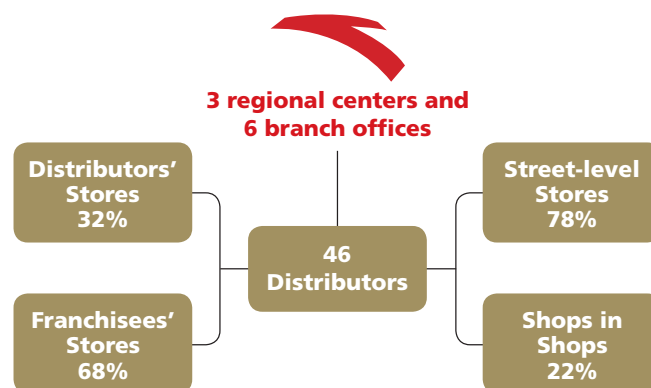 3 regional centers and
6 branch offices
Distributors’
Stores
32%
Street-level
Stores
78%
46
Distributors
Franchisees’
Stores
68%
Shops in
Shops
22%